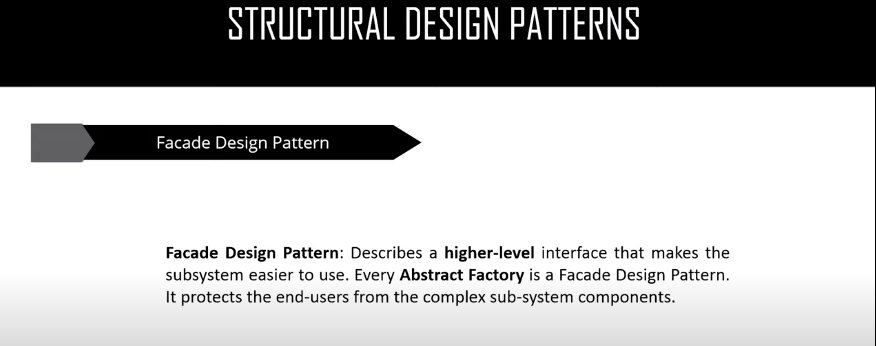 STRUCTURAL DESIGN PATTERNS
Facade Design Pattern
Facade Design Pattern: Describes a higher-level interface that makes the
subsystem easier to use. Every Abstract Factory is a Facade Design Pattern.
It protects the end-users from the complex sub-system components.